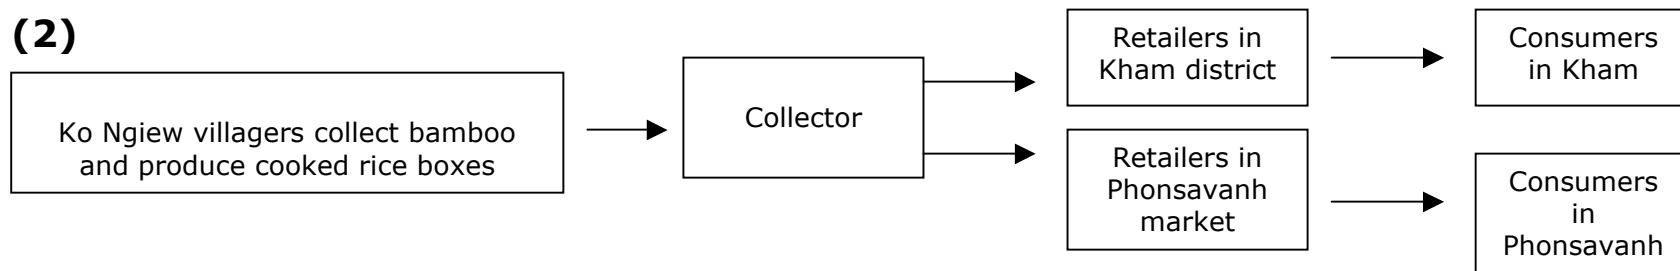 (2)
Ko Ngiew villagers collect bamboo
and produce cooked rice boxes
Collector
Retailers in
Kham district
Consumers
in Kham
Retailers in
Phonsavanh
market
Consumers
in
Phonsavanh